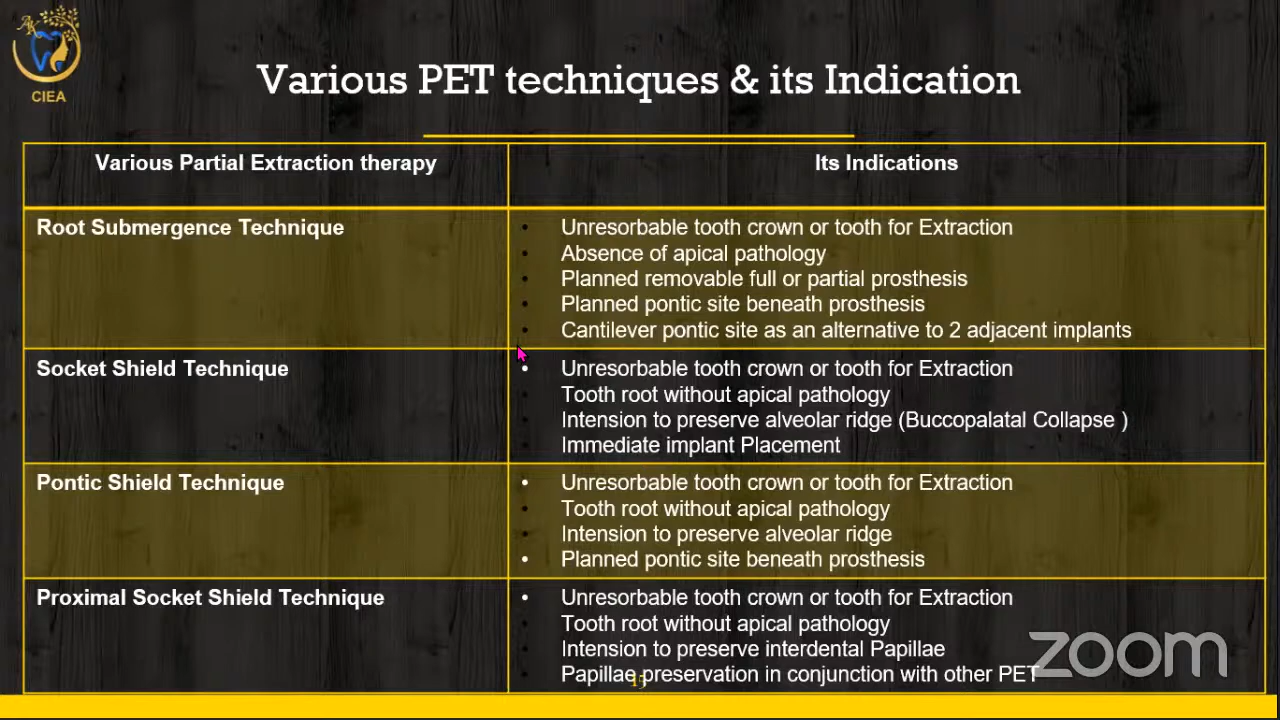 CIEA
Various PET techniques & its Indication
Various Partial Extraction therapy
Its Indications
Root Submergence Technique
• Unresorbable tooth crown or tooth for Extraction
• Absence of apical pathology
• Planned removable full or partial prosthesis
• Planned pontic site beneath prosthesis
• Cantilever pontic site as an alternative to 2 adjacent implants
Socket Shield Technique
• Unresorbable tooth crown or tooth for Extraction
• Tooth root without apical pathology
• Intension to preserve alveolar ridge (Buccopalatal Collapse )
• Immediate implant Placement
Pontic Shield Technique
• Unresorbable tooth crown or tooth for Extraction
• Tooth root without apical pathology
• Intension to preserve alveolar ridge
• Planned pontic site beneath prosthesis
Proximal Socket Shield Technique
• Unresorbable tooth crown or tooth for Extraction
• Tooth root without apical pathology
• Intension to preserve interdental Papillae
• Papillae preservation in conjunction with other PET
15
zoom